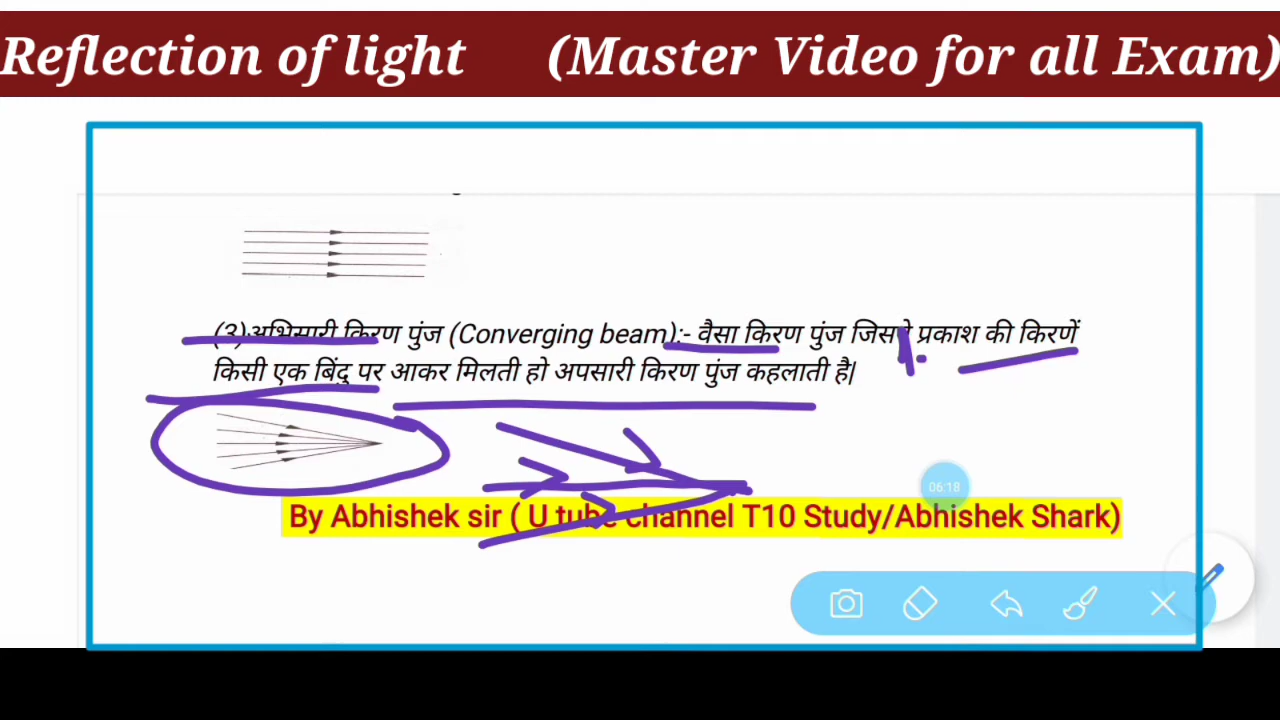 Reflection of light (Master Video for all Exam)
(3)अभिसारी किरण पुंज (Converging beam):- वैसा किरण पुंज जिसमे प्रकाश की किरणें
किसी एक बिंदु पर आकर मिलती हो अपसारी किरण पुंज कहलाती है|
06:18
By Abhishek sir ( U tube channel T10 Study/Abhishek Shark)